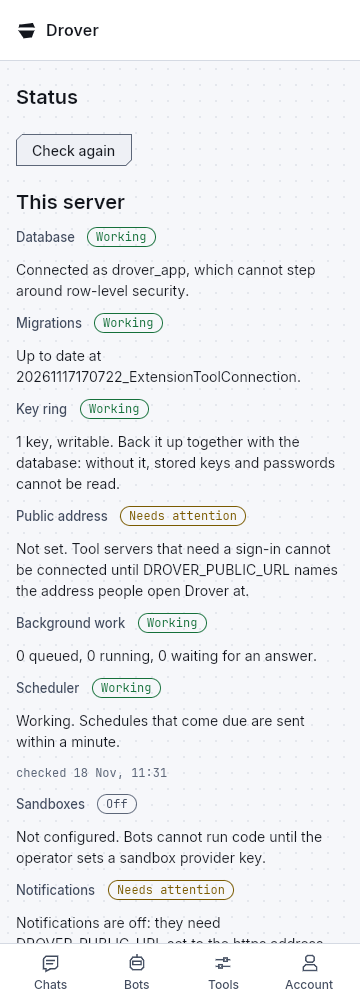 Drover
Status
Check again
This server
Database Working
Connected as drover_app, which cannot step
around row-level security.
Migrations Working
Up to date at
20261117170722_ExtensionToolConnection.
Key ring Working
1 key, writable. Back it up together with the
database: without it, stored keys and passwords
cannot be read.
Public address Needs attention
Not set. Tool servers that need a sign-in cannot
be connected until DROVER_PUBLIC_URL names
the address people open Drover at.
Background work Working
0 queued, 0 running, 0 waiting for an answer.
Scheduler Working
Working. Schedules that come due are sent
within a minute.
checked 18 Nov, 11:31
Sandboxes Off
Not configured. Bots cannot run code until the
operator sets a sandbox provider key.
Notifications Needs attention
Notifications are off: they need
DROVER_PUBLIC_URL set to the https address
Chats Bots Tools Account